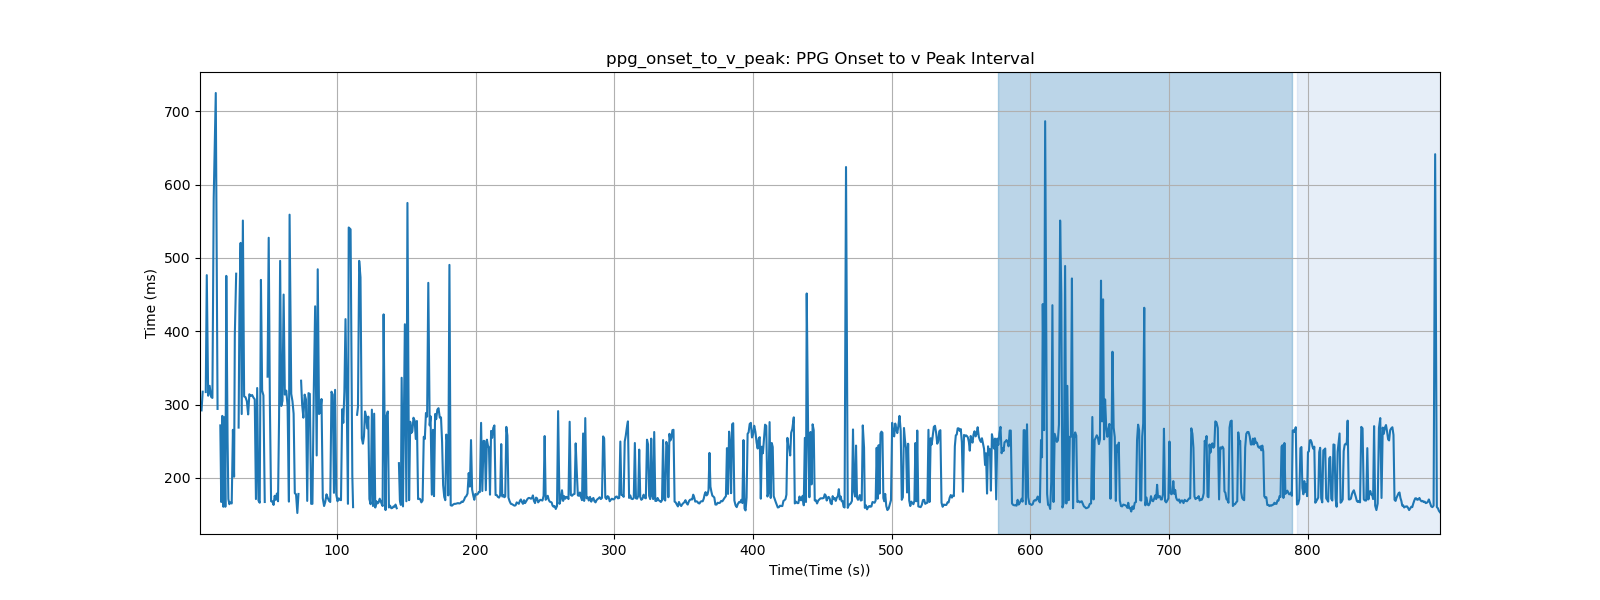 ppg_onset_to_v_peak: PPG Onset to v Peak Interval
700
600
500
400
300
200
Time (ms)
100 200 300 400 500 600 700 800
Time(Time (s))